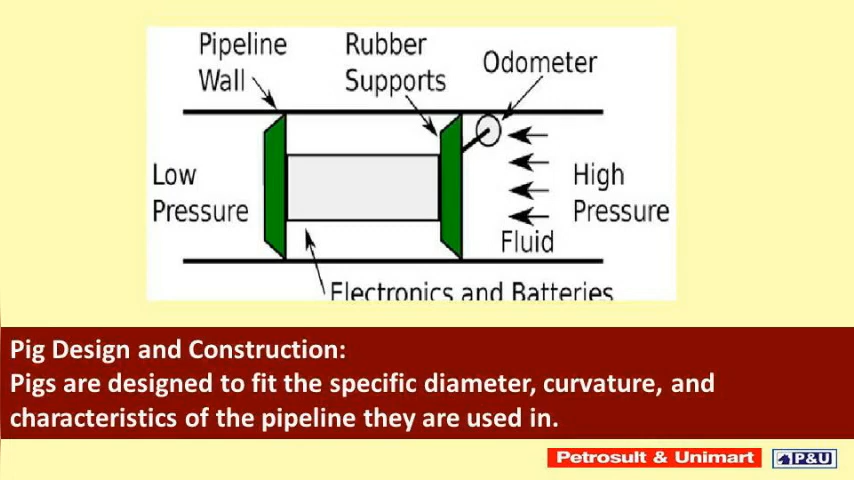 Pipeline
Wall
Rubber
Supports
Odometer
Low
Pressure
High
Pressure
Fluid
Electronics and Batteries
Pig Design and Construction:
Pigs are designed to fit the specific diameter, curvature, and
characteristics of the pipeline they are used in.
Petrosult & Unimart
P&U